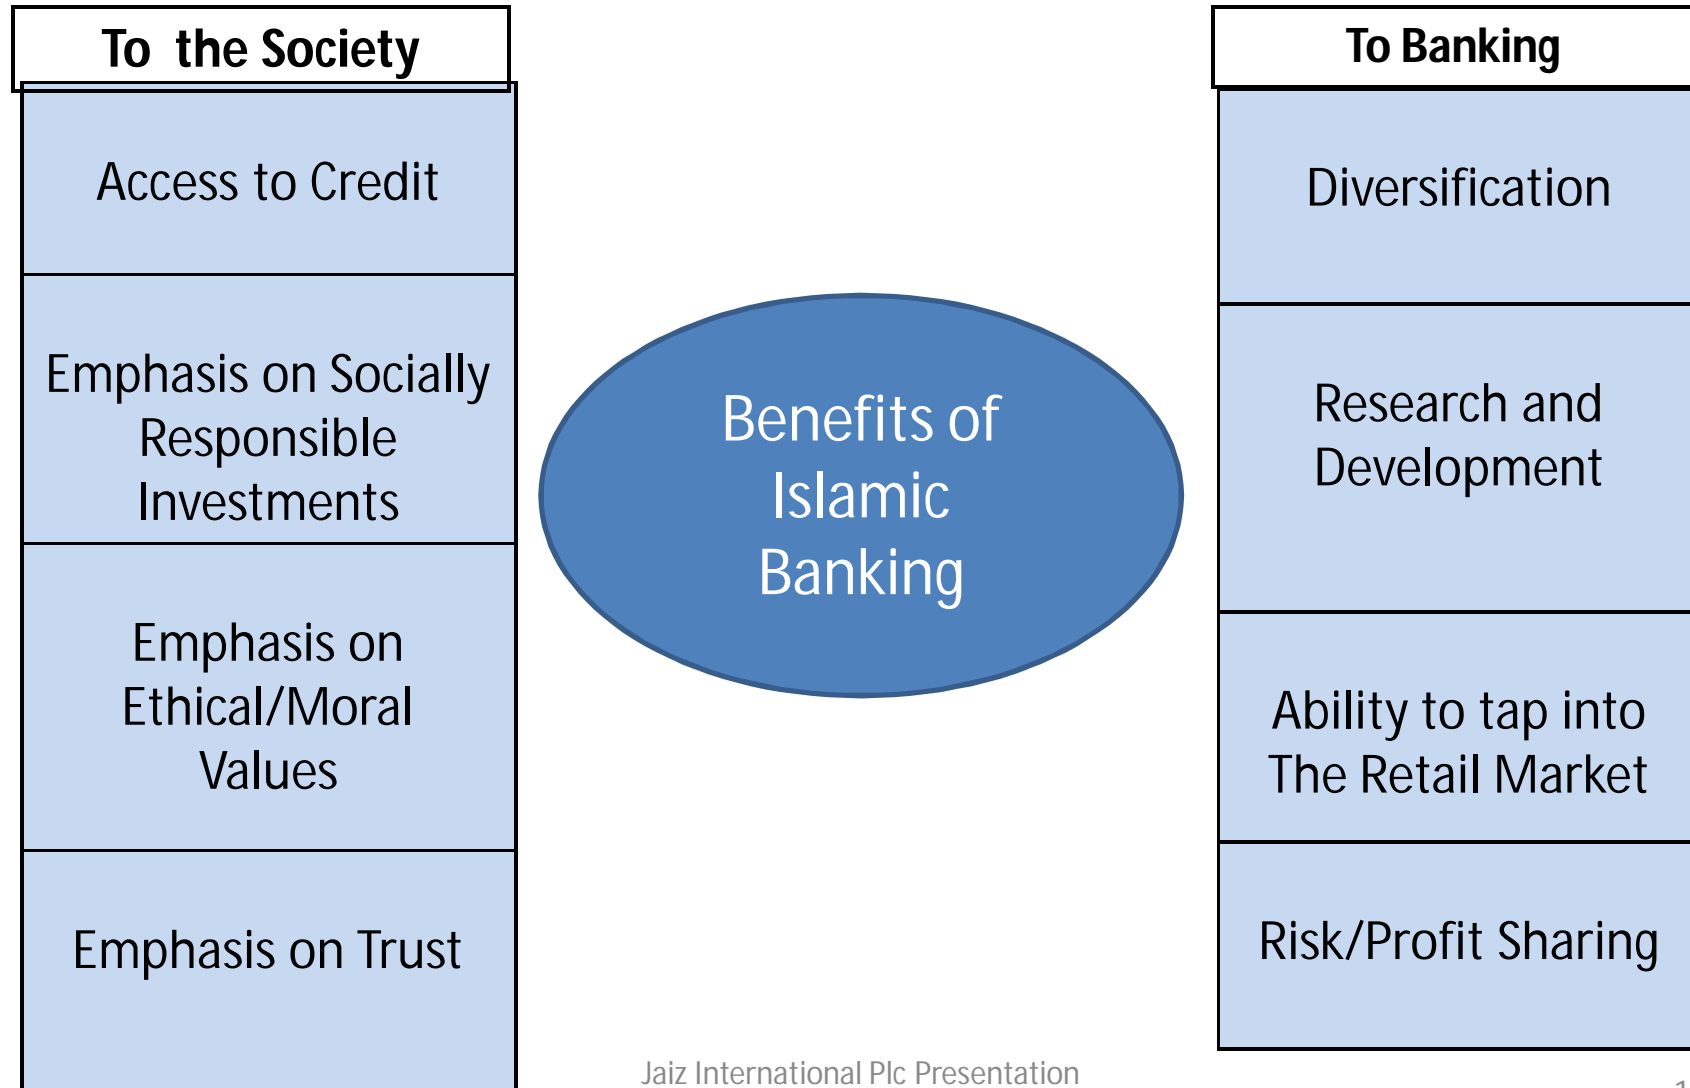 To the Society
Access to Credit
Emphasis on Socially
Responsible
Investments
Emphasis on
Ethical/Moral
Values
Emphasis on Trust
Benefits of
Islamic
Banking
To Banking
Diversification
Research and
Development
Ability to tap into
The Retail Market
Risk/Profit Sharing
Jaiz International Plc Presentation